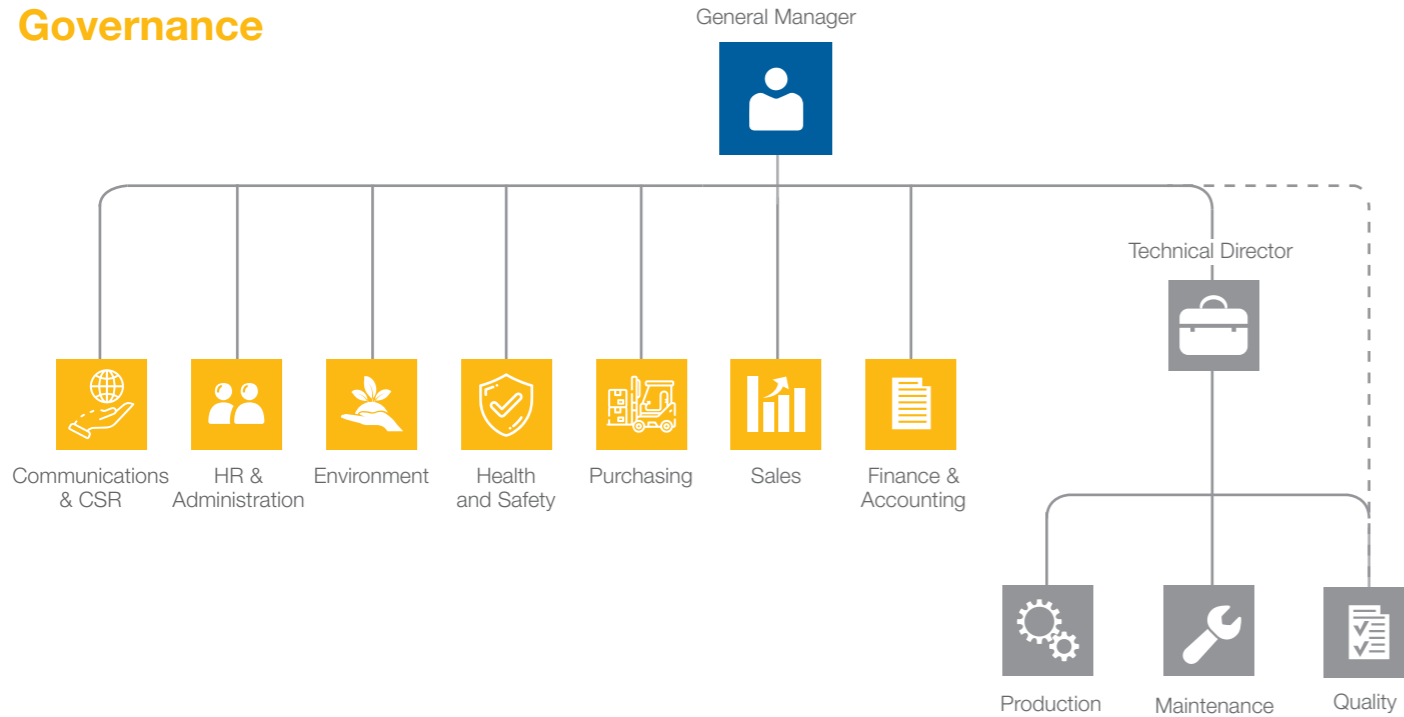 Governance
General Manager
Technical Director
Communications
& CSR
HR &
Administration
Environment
Health
and Safety
Purchasing
Sales
Finance &
Accounting
Production
Maintenance
Quality